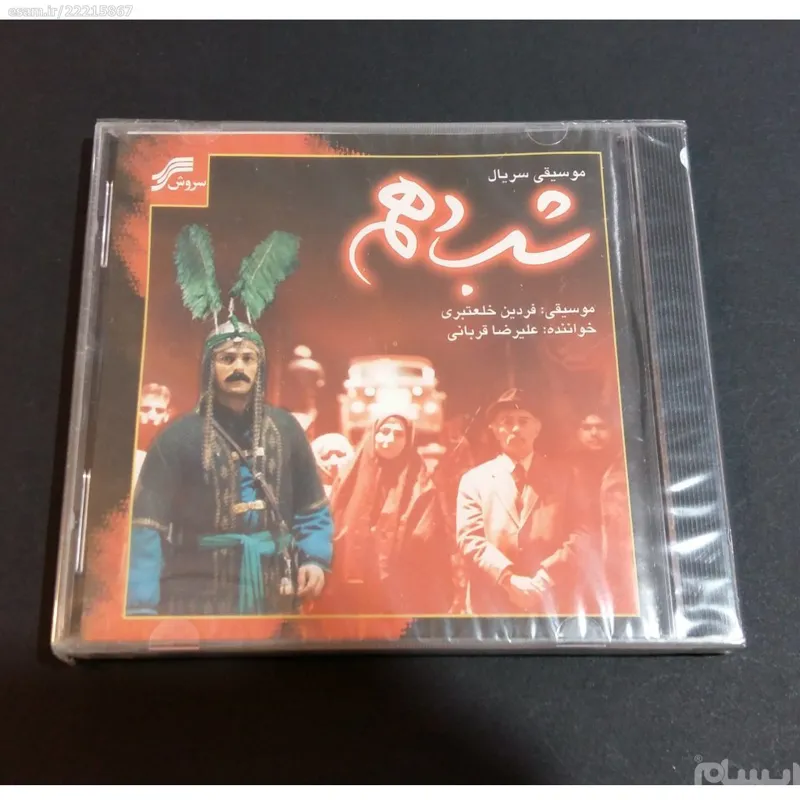 esam.ir/22215867
سروش
موسیقی سریال
شب دهم
موسیقی: فردین خلعتبری
خواننده: علیرضا قربانی
ایسام